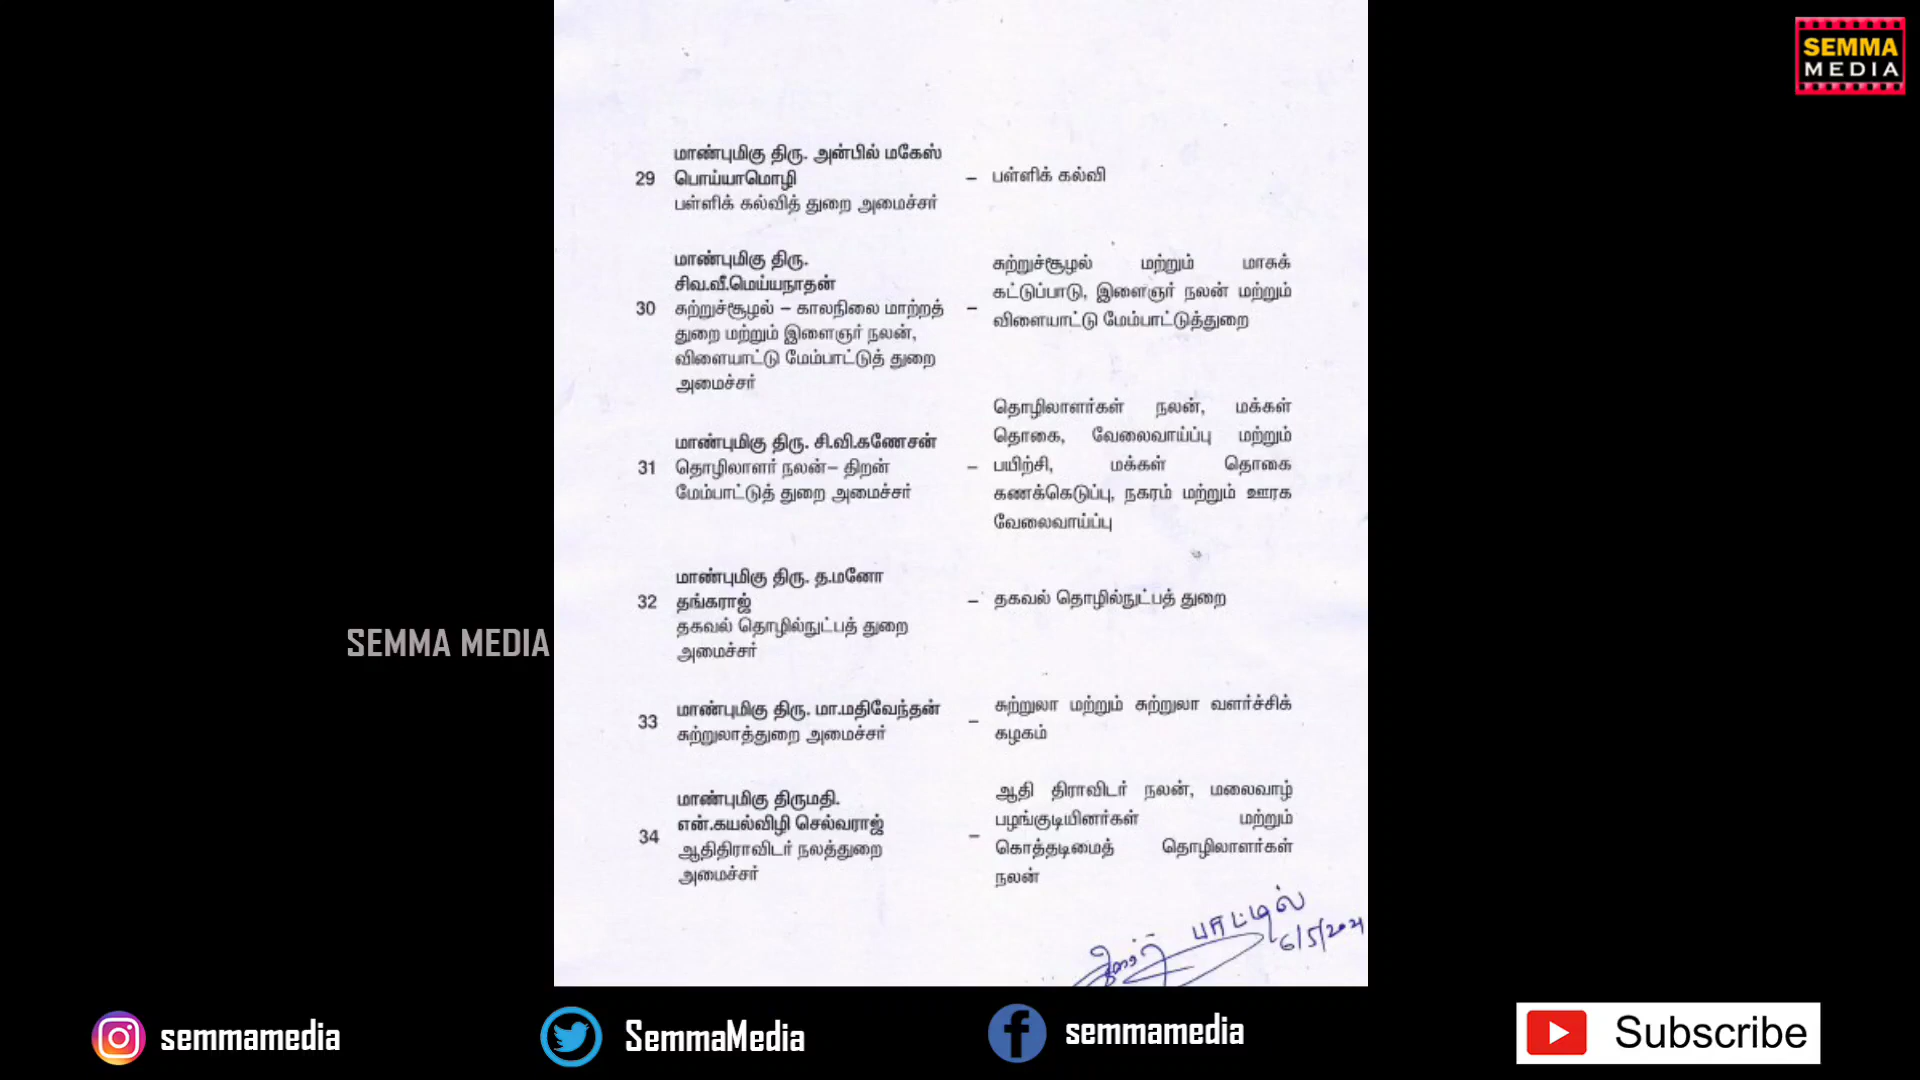 SEMMA
MEDIA
மாண்புமிகு திரு. அன்பில் மகேஸ்
29 பொய்யாமொழி – பள்ளிக் கல்வி
பள்ளிக் கல்வித் துறை அமைச்சர்
மாண்புமிகு திரு.
சிவ.வீ.மெய்யநாதன்
30 சுற்றுச்சூழல் – காலநிலை மாற்றத் –
துறை மற்றும் இளைஞர் நலன்,
விளையாட்டு மேம்பாட்டுத் துறை
அமைச்சர்
சுற்றுச்சூழல் மற்றும் மாசுக்
கட்டுப்பாடு, இளைஞர் நலன் மற்றும்
விளையாட்டு மேம்பாட்டுத்துறை
மாண்புமிகு திரு. சி.வி.கணேசன்
31 தொழிலாளர் நலன்– திறன் –
மேம்பாட்டுத் துறை அமைச்சர்
தொழிலாளர்கள் நலன், மக்கள்
தொகை, வேலைவாய்ப்பு மற்றும்
பயிற்சி, மக்கள் தொகை
கணக்கெடுப்பு, நகரம் மற்றும் ஊரக
வேலைவாய்ப்பு
மாண்புமிகு திரு. த.மனோ
32 தங்கராஜ் – தகவல் தொழில்நுட்பத் துறை
தகவல் தொழில்நுட்பத் துறை
அமைச்சர்
SEMMA MEDIA
மாண்புமிகு திரு. மா.மதிவேந்தன்
33 சுற்றுலாத்துறை அமைச்சர் –
சுற்றுலா மற்றும் சுற்றுலா வளர்ச்சிக்
கழகம்
மாண்புமிகு திருமதி.
என்.கயல்விழி செல்வராஜ்
34 ஆதிதிராவிடர் நலத்துறை –
அமைச்சர்
ஆதி திராவிடர் நலன், மலைவாழ்
பழங்குடியினர்கள் மற்றும்
கொத்தடிமைத் தொழிலாளர்கள்
நலன்
பாட்டில்
6/5/2021
semmamedia
SemmaMedia
semmamedia
Subscribe